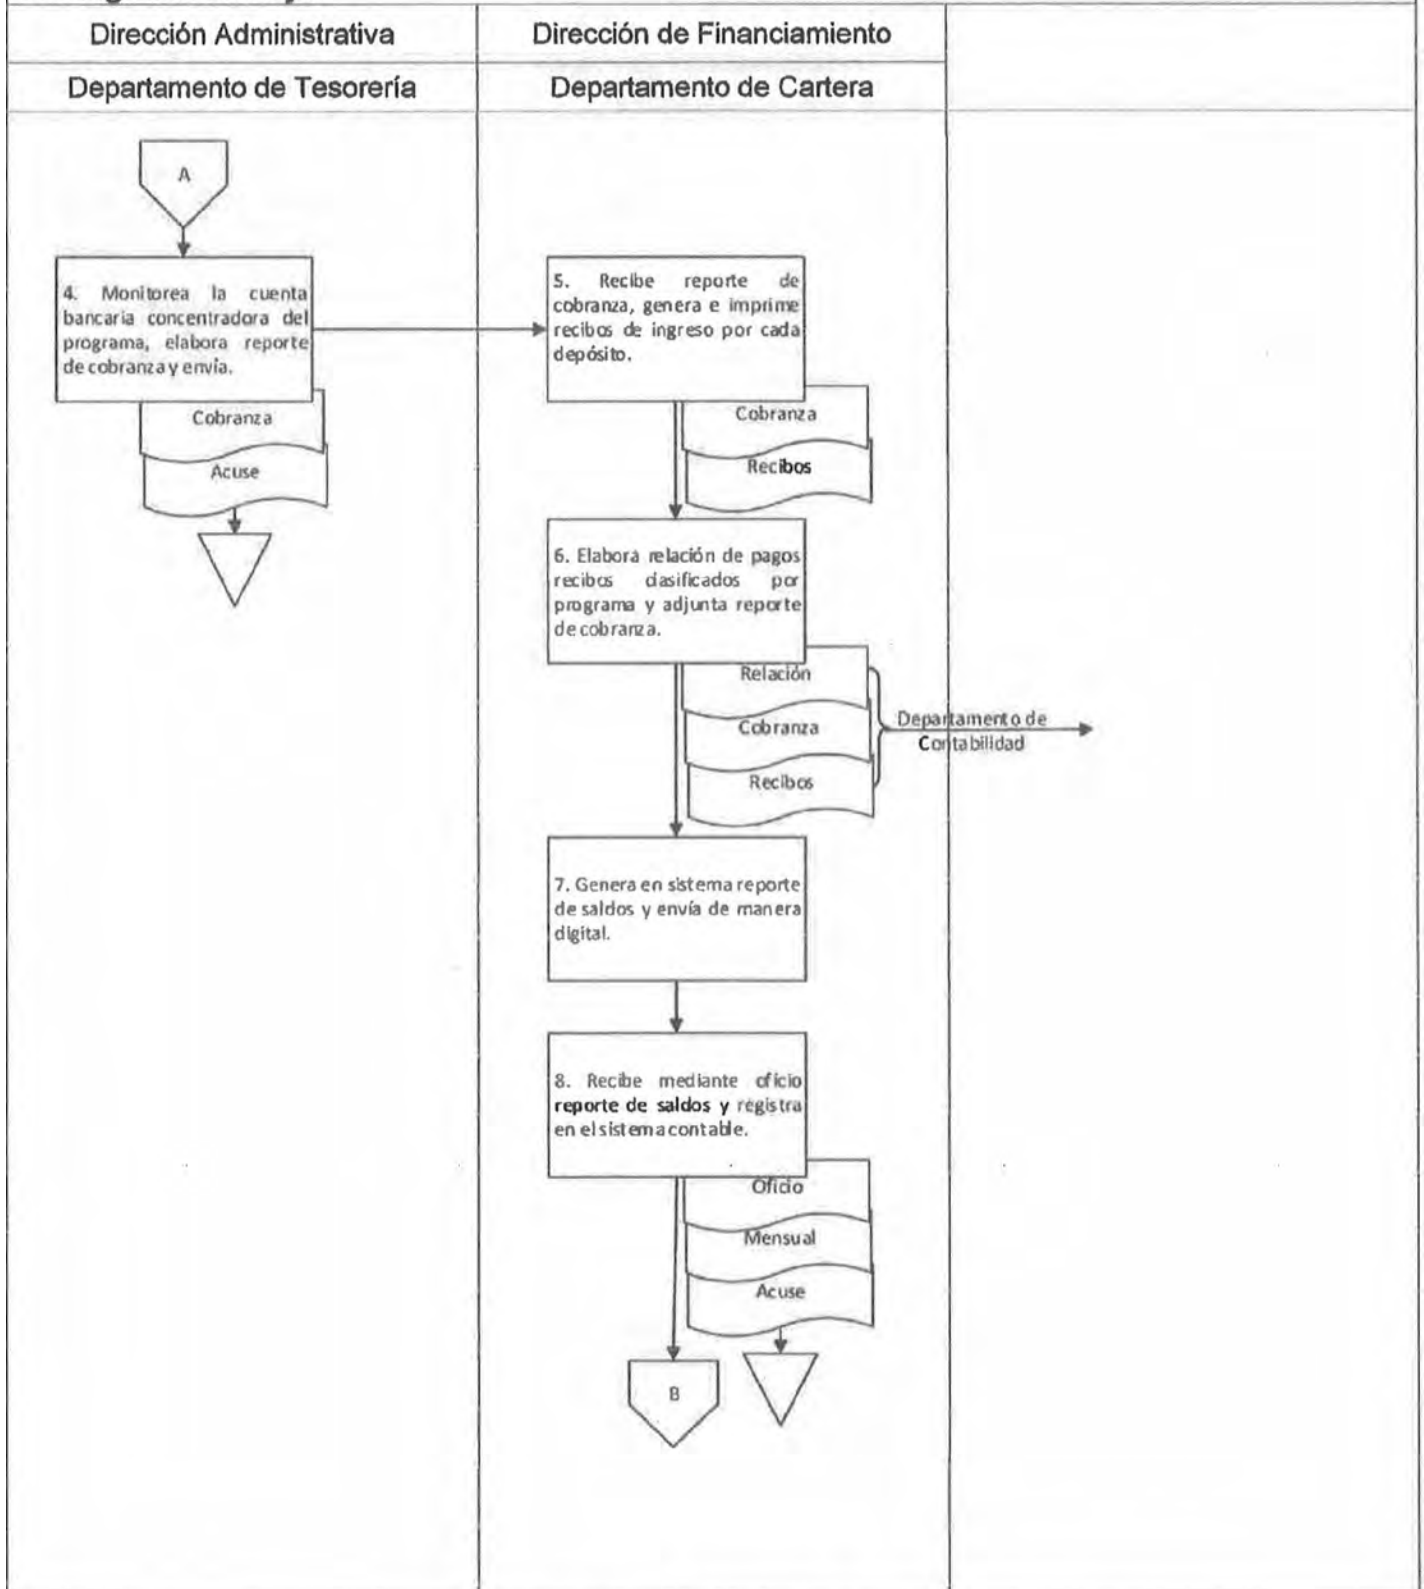 Dirección Administrativa
Dirección de Financiamiento
Departamento de Tesorería
Departamento de Cartera
A
4. Monitorea la cuenta
bancaria concentradora del
programa, elabora reporte
de cobranza y envía.
Cobranza
Acuse
5. Recibe reporte de
cobranza, genera e imprime
recibos de ingreso por cada
depósito.
Cobranza
Recibos
6. Elabora relación de pagos
recibos clasificados por
programa y adjunta reporte
de cobranza.
Relación
Cobranza
Recibos
Departamento de
Contabilidad
7. Genera en sistema reporte
de saldos y envía de manera
digital.
8. Recibe mediante oficio
reporte de saldos y registra
en el sistema contable.
Oficio
Mensual
Acuse
B